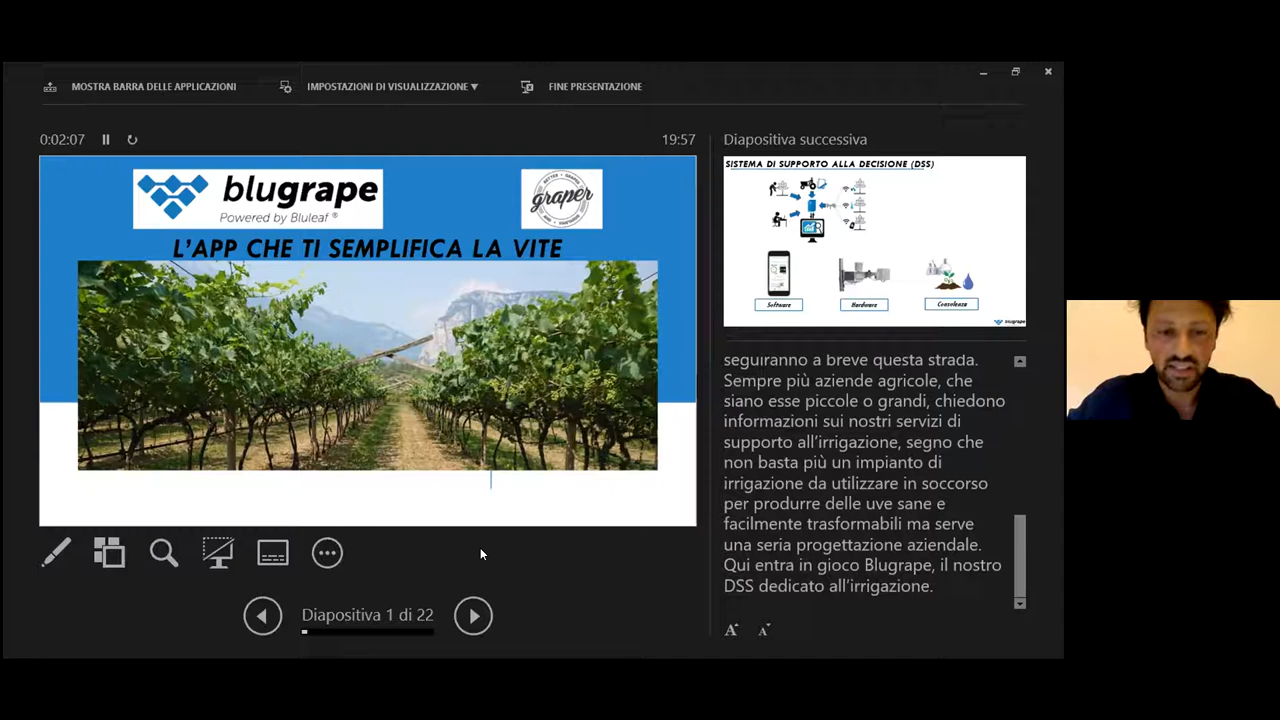 MOSTRA BARRA DELLE APPLICAZIONI
IMPOSTAZIONI DI VISUALIZZAZIONE ▼
FINE PRESENTAZIONE
0:02:07
19:57
Diapositiva successiva
blugrape
Powered by Bluleaf ®
graper
L'APP CHE TI SEMPLIFICA LA VITE
SISTEMA DI SUPPORTO ALLA DECISIONE (DSS)
Software
Hardware
Consulenza
blugrape
seguiranno a breve questa strada.
Sempre più aziende agricole, che
siano esse piccole o grandi, chiedono
informazioni sui nostri servizi di
supporto all'irrigazione, segno che
non basta più un impianto di
irrigazione da utilizzare in soccorso
per produrre delle uve sane e
facilmente trasformabili ma serve
una seria progettazione aziendale.
Qui entra in gioco Blugrape, il nostro
DSS dedicato all'irrigazione.
Diapositiva 1 di 22
A A